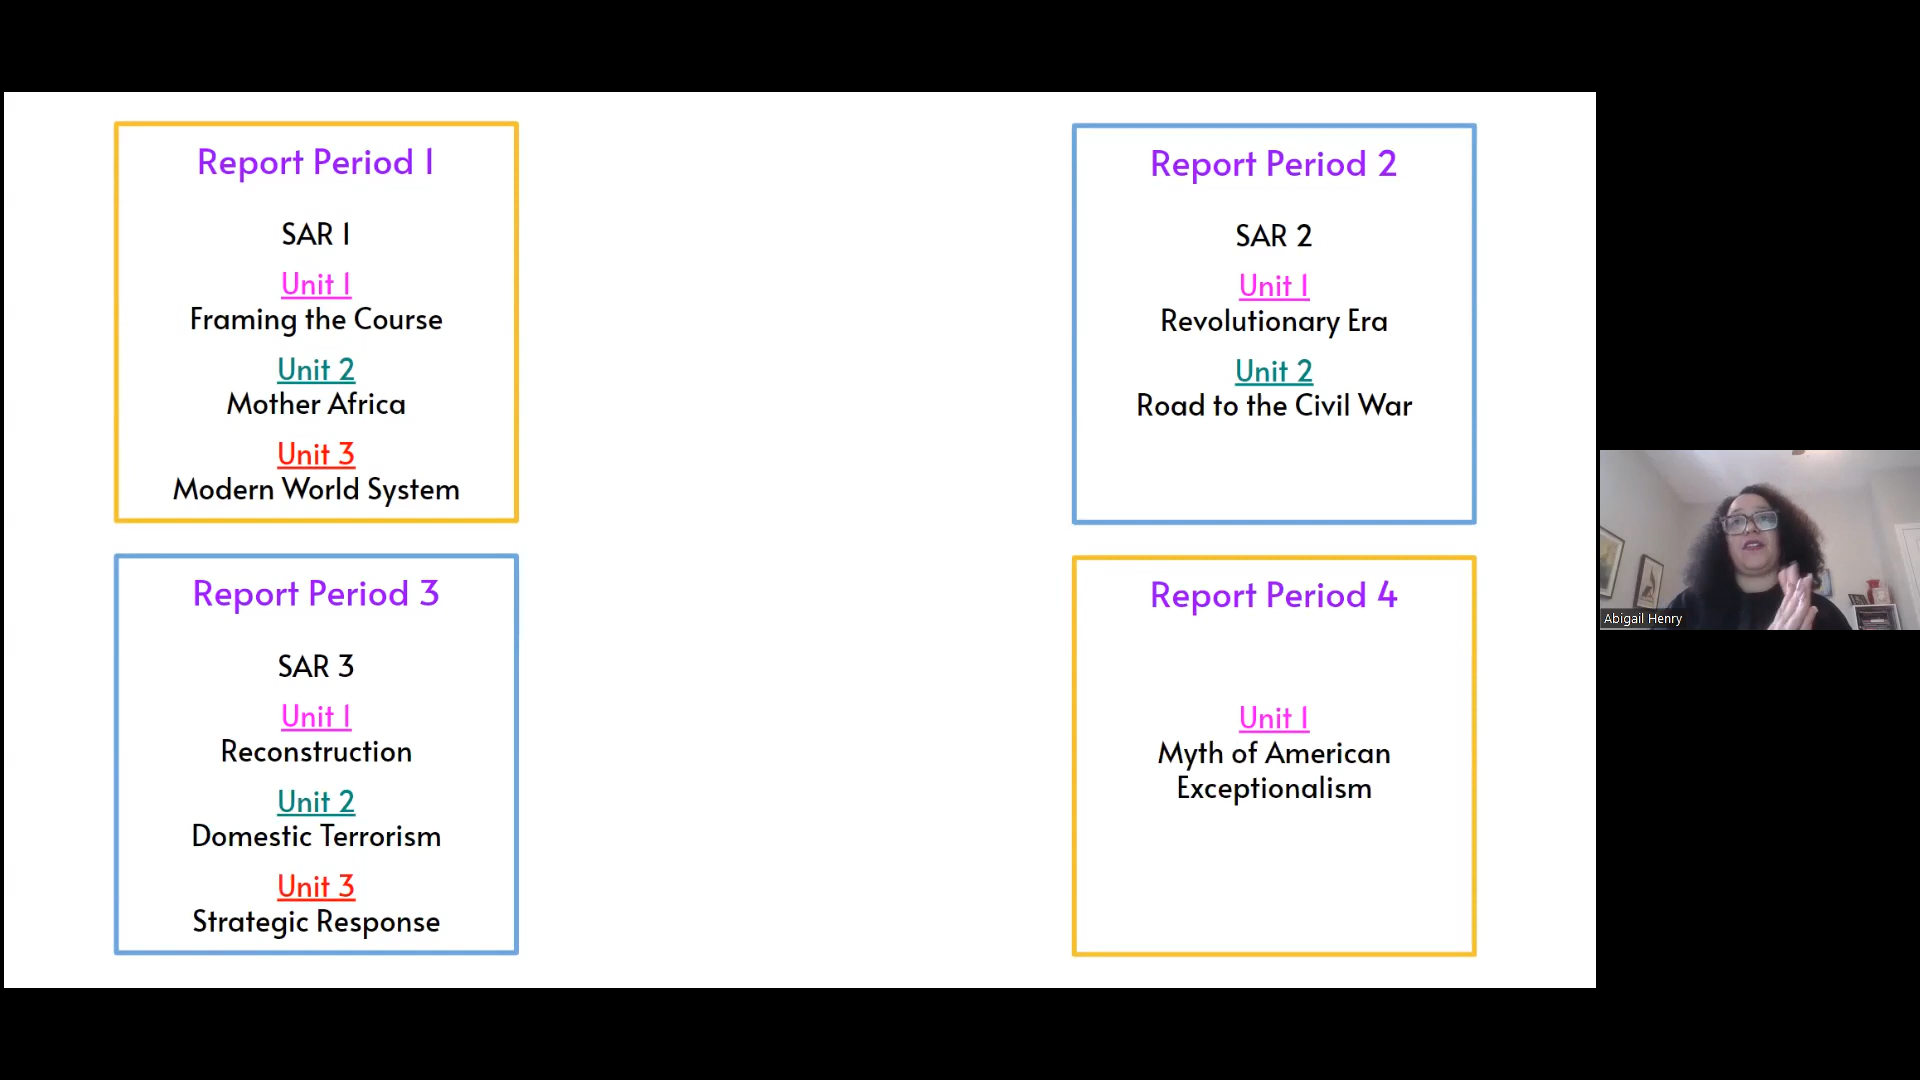 Report Period 1
SAR 1
Unit 1
Framing the Course
Unit 2
Mother Africa
Unit 3
Modern World System
Report Period 2
SAR 2
Unit 1
Revolutionary Era
Unit 2
Road to the Civil War
Report Period 3
SAR 3
Unit 1
Reconstruction
Unit 2
Domestic Terrorism
Unit 3
Strategic Response
Report Period 4
Unit 1
Myth of American
Exceptionalism
Abigail Henry